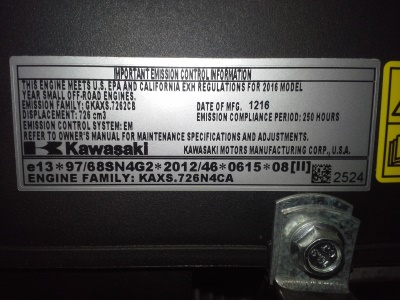 IMPORTANT EMISSION CONTROL INFORMATION
THIS ENGINE MEETS U.S. EPA AND CALIFORNIA EXH REGULATIONS FOR 2016 MODEL
YEAR SMALL OFF-ROAD ENGINES.
EMISSION FAMILY: GKAXS.7262CB DATE OF MFG. 1216
DISPLACEMENT: 726 cm3 EMISSION COMPLIANCE PERIOD: 250 HOURS
EMISSION CONTROL SYSTEM: EM
REFER TO OWNER'S MANUAL FOR MAINTENANCE SPECIFICATIONS AND ADJUSTMENTS.
Kawasaki KAWASAKI MOTORS MANUFACTURING CORP., U.S.A.
e13*97/68SN4G2*2012/46*0615*08[II]
ENGINE FAMILY: KAXS.726N4CA 2524